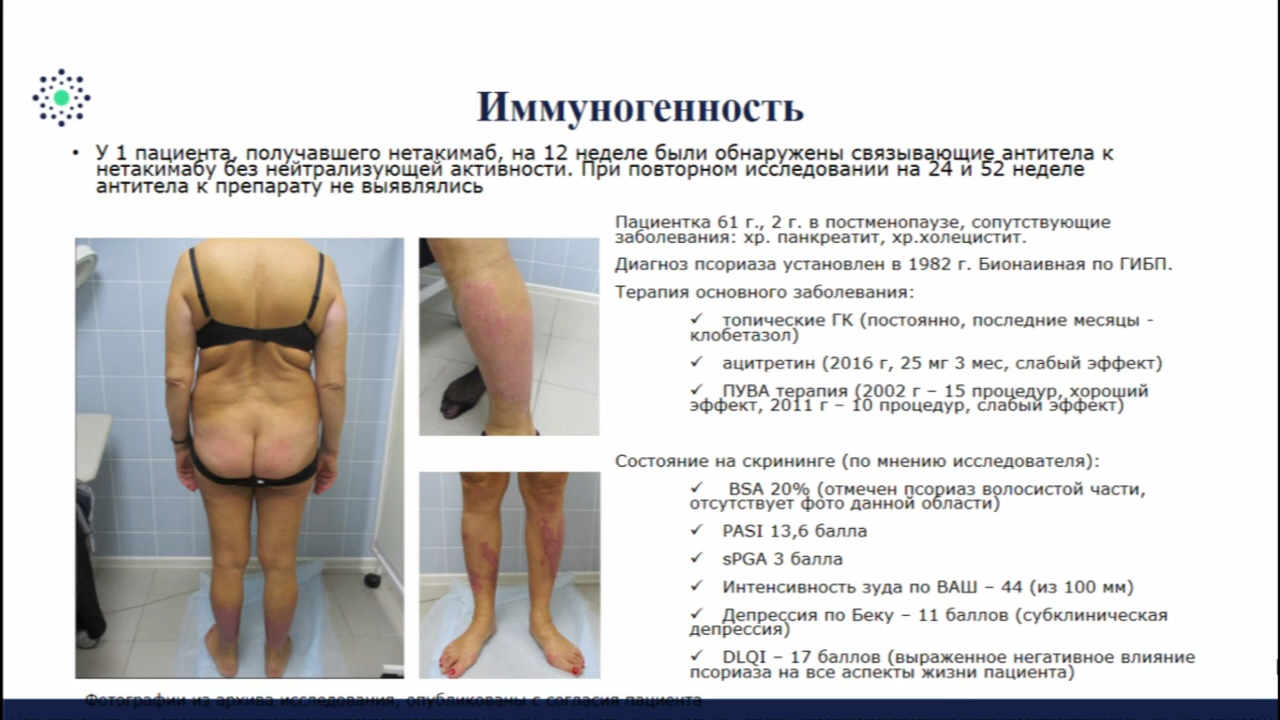 Иммуногенность
• У 1 пациента, получавшего нетакимаб, на 12 неделе были обнаружены связывающие антитела к
нетакимабу без нейтрализующей активности. При повторном исследовании на 24 и 52 неделе
антитела к препарату не выявлялись
Пациентка 61 г., 2 г. в постменопаузе, сопутствующие
заболевания: хр. панкреатит, хр.холецистит.
Диагноз псориаза установлен в 1982 г. Бионаивная по ГИБП.
Терапия основного заболевания:
✓ топические ГК (постоянно, последние месяцы -
клобетазол)
✓ ацитретин (2016 г, 25 мг 3 мес, слабый эффект)
✓ ПУВА терапия (2002 г – 15 процедур, хороший
эффект, 2011 г – 10 процедур, слабый эффект)
Состояние на скрининге (по мнению исследователя):
✓ BSA 20% (отмечен псориаз волосистой части,
отсутствует фото данной области)
✓ PASI 13,6 балла
✓ sPGA 3 балла
✓ Интенсивность зуда по ВАШ – 44 (из 100 мм)
✓ Депрессия по Беку – 11 баллов (субклиническая
депрессия)
✓ DLQI – 17 баллов (выраженное негативное влияние
псориаза на все аспекты жизни пациента)
Фотографии из архива исследования, опубликованы с согласия пациента